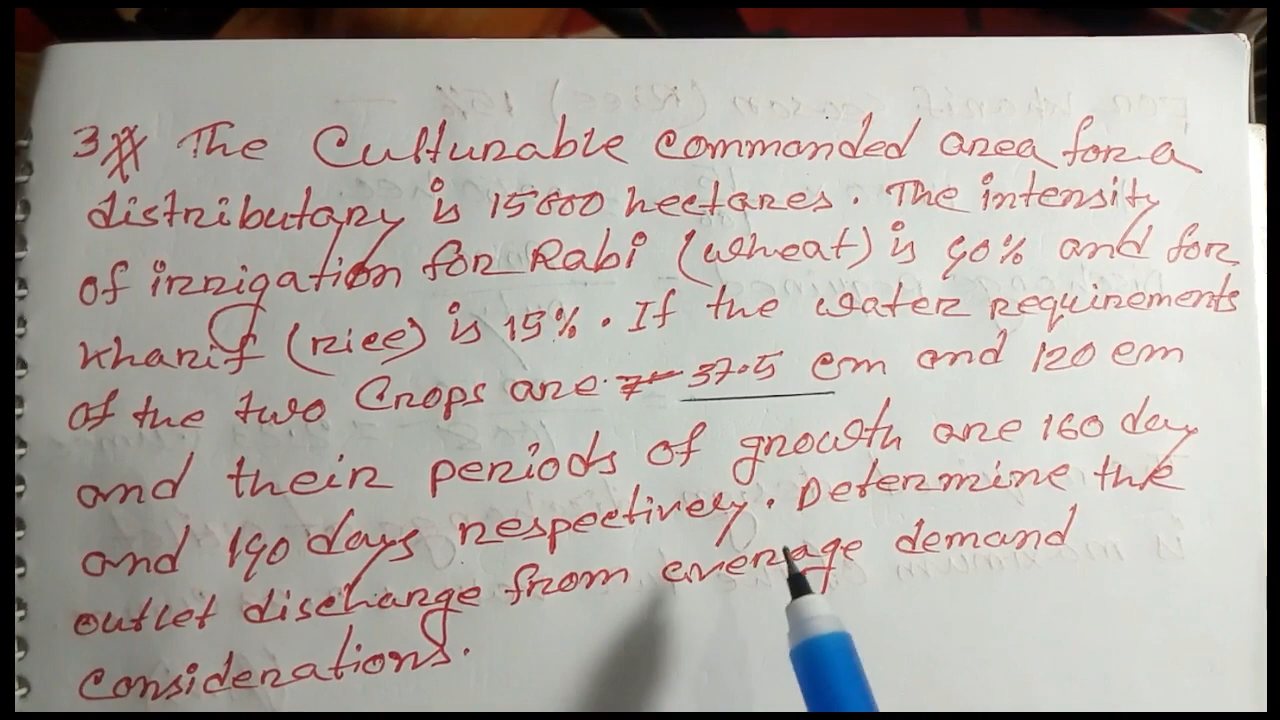 3* The Culturable commanded area for a
distributary is 15000 hectares. The intensity
of irrigation for Rabi (wheat) is 40% and for
kharif (rice) is 15%. If the water requirements
of the two Crops are 37.5 cm and 120 cm
and their periods of growth are 160 day
and 140 days respectively. Determine the
outlet discharge from average demand
considerations.